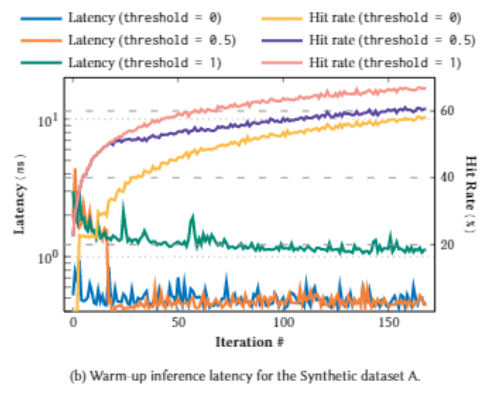 Latency (threshold = 0) Hit rate (threshold = 0)
Latency (threshold = 0.5) Hit rate (threshold = 0.5)
Latency (threshold = 1) Hit rate (threshold = 1)
10¹
10⁰
Latency (ms)
60
40
20
Hit Rate (%)
0 50 100 150
Iteration #
(b) Warm-up inference latency for the Synthetic dataset A.